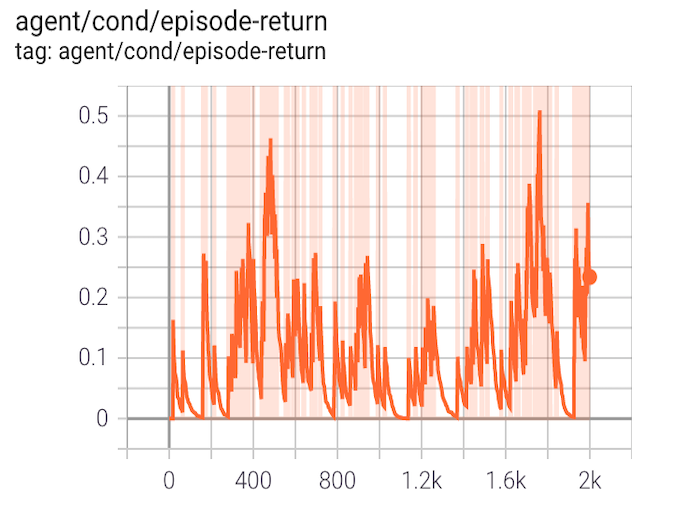 agent/cond/episode-return
tag: agent/cond/episode-return
0.5
0.4
0.3
0.2
0.1
0
0 400 800 1.2k 1.6k 2k